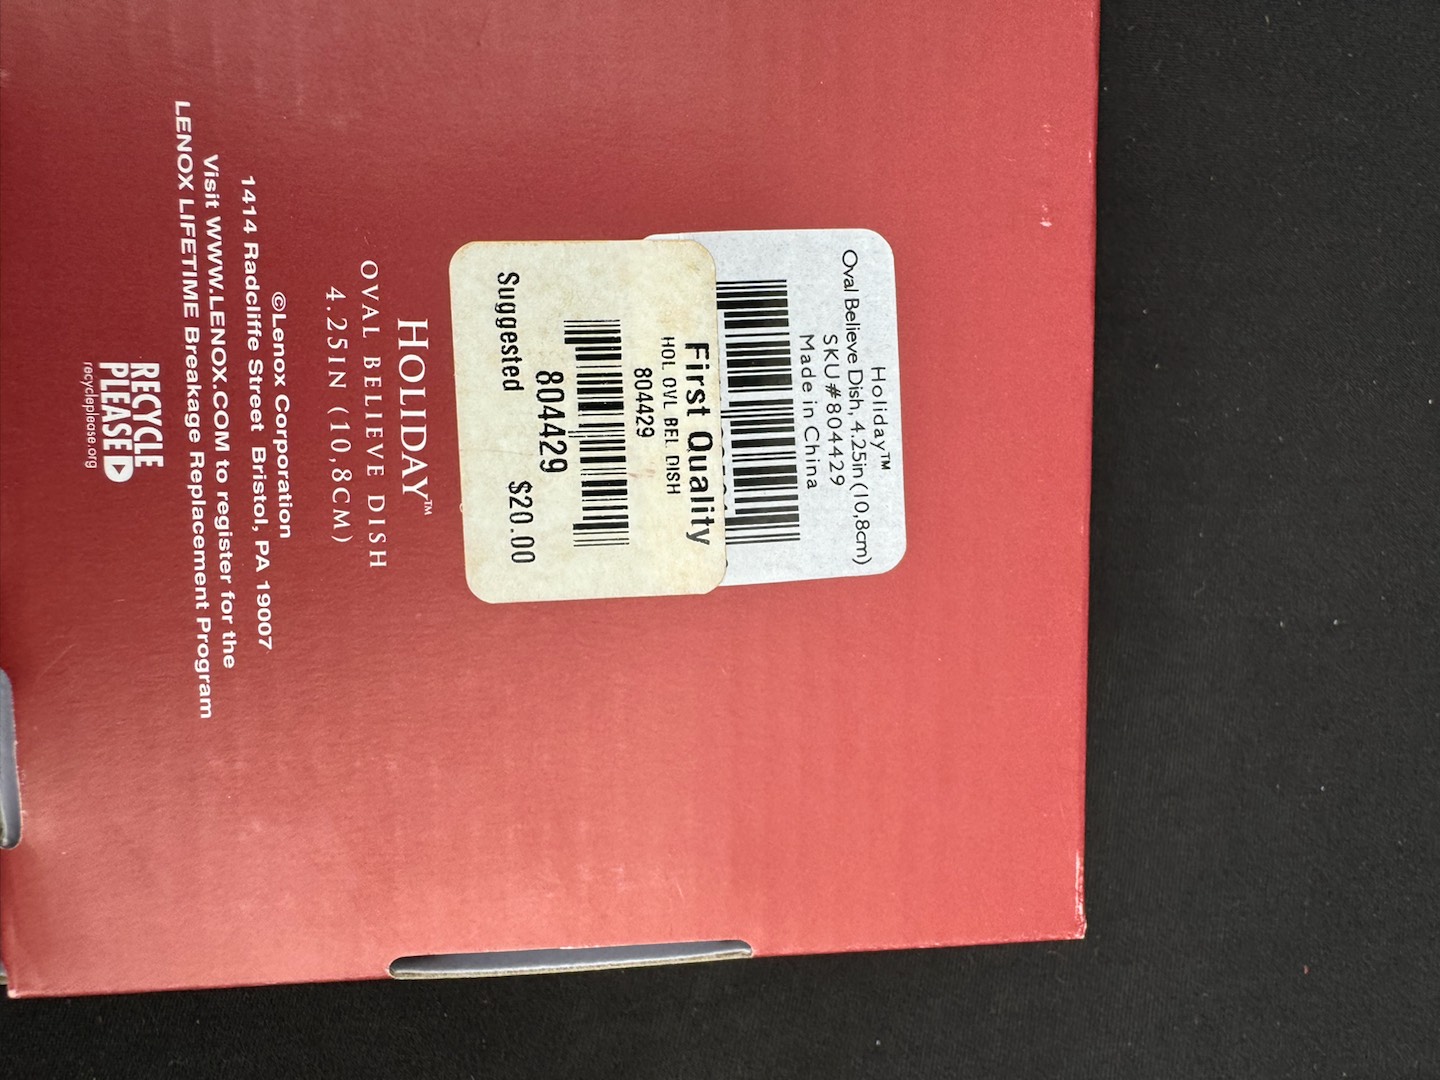 Holiday™
Oval Believe Dish, 4.25in (10,8cm)
SKU#804429
Made in China
First Quality
HOL OVL BEL DISH
804429
804429
Suggested $20.00
HOLIDAY™
OVAL BELIEVE DISH
4.25IN (10,8CM)
©Lenox Corporation
1414 Radcliffe Street Bristol, PA 19007
Visit WWW.LENOX.COM to register for the
LENOX LIFETIME Breakage Replacement Program
RECYCLE
PLEASE
recycleplease.org